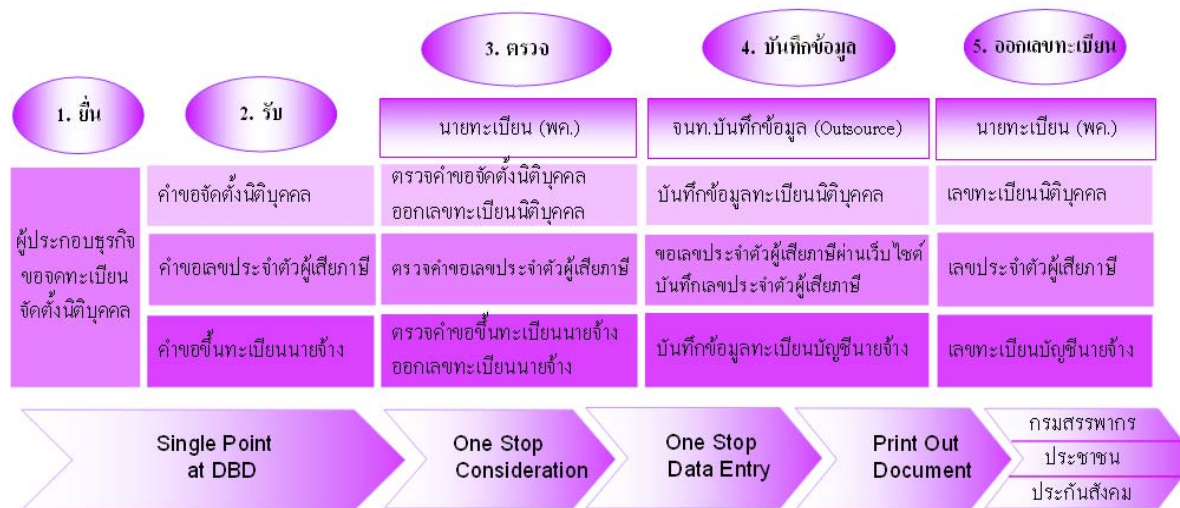 3. ตรวจ
4. บันทึกข้อมูล
5. ออกเลขทะเบียน
1. ยื่น
2. รับ
นายทะเบียน (พค.)
จนท.บันทึกข้อมูล (Outsource)
นายทะเบียน (พค.)
ผู้ประกอบธุรกิจ
ขอจดทะเบียน
จัดตั้งนิติบุคคล
คำขอจัดตั้งนิติบุคคล
ตรวจคำขอจัดตั้งนิติบุคคล
ออกเลขทะเบียนนิติบุคคล
บันทึกข้อมูลทะเบียนนิติบุคคล
เลขทะเบียนนิติบุคคล
คำขอเลขประจำตัวผู้เสียภาษี
ตรวจคำขอเลขประจำตัวผู้เสียภาษี
ขอเลขประจำตัวผู้เสียภาษีผ่านเว็บไซต์
บันทึกเลขประจำตัวผู้เสียภาษี
เลขประจำตัวผู้เสียภาษี
คำขอขึ้นทะเบียนนายจ้าง
ตรวจคำขอขึ้นทะเบียนนายจ้าง
ออกเลขทะเบียนนายจ้าง
บันทึกข้อมูลทะเบียนบัญชีนายจ้าง
เลขทะเบียนบัญชีนายจ้าง
Single Point
at DBD
One Stop
Consideration
One Stop
Data Entry
Print Out
Document
กรมสรรพากร
ประชาชน
ประกันสังคม